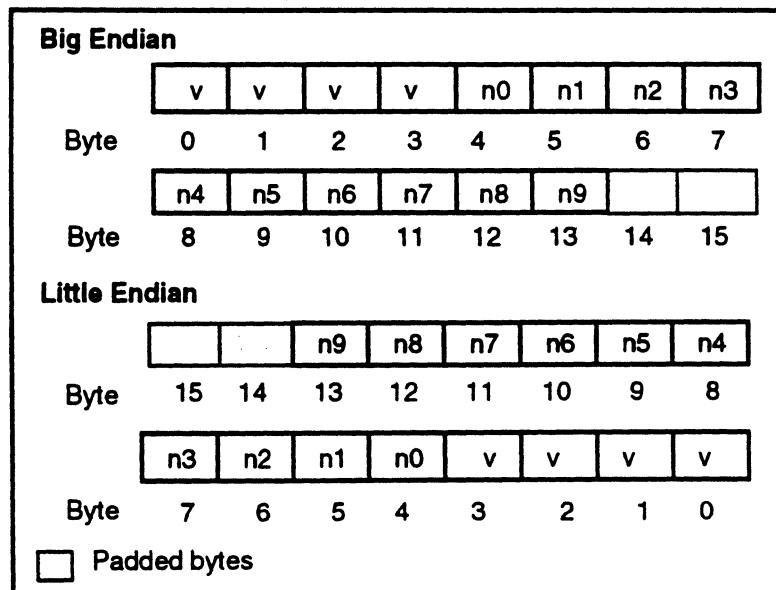 Big Endian
v v v v n0 n1 n2 n3
Byte 0 1 2 3 4 5 6 7
n4 n5 n6 n7 n8 n9
Byte 8 9 10 11 12 13 14 15
Little Endian
n9 n8 n7 n6 n5 n4
Byte 15 14 13 12 11 10 9 8
n3 n2 n1 n0 v v v v
Byte 7 6 5 4 3 2 1 0
Padded bytes